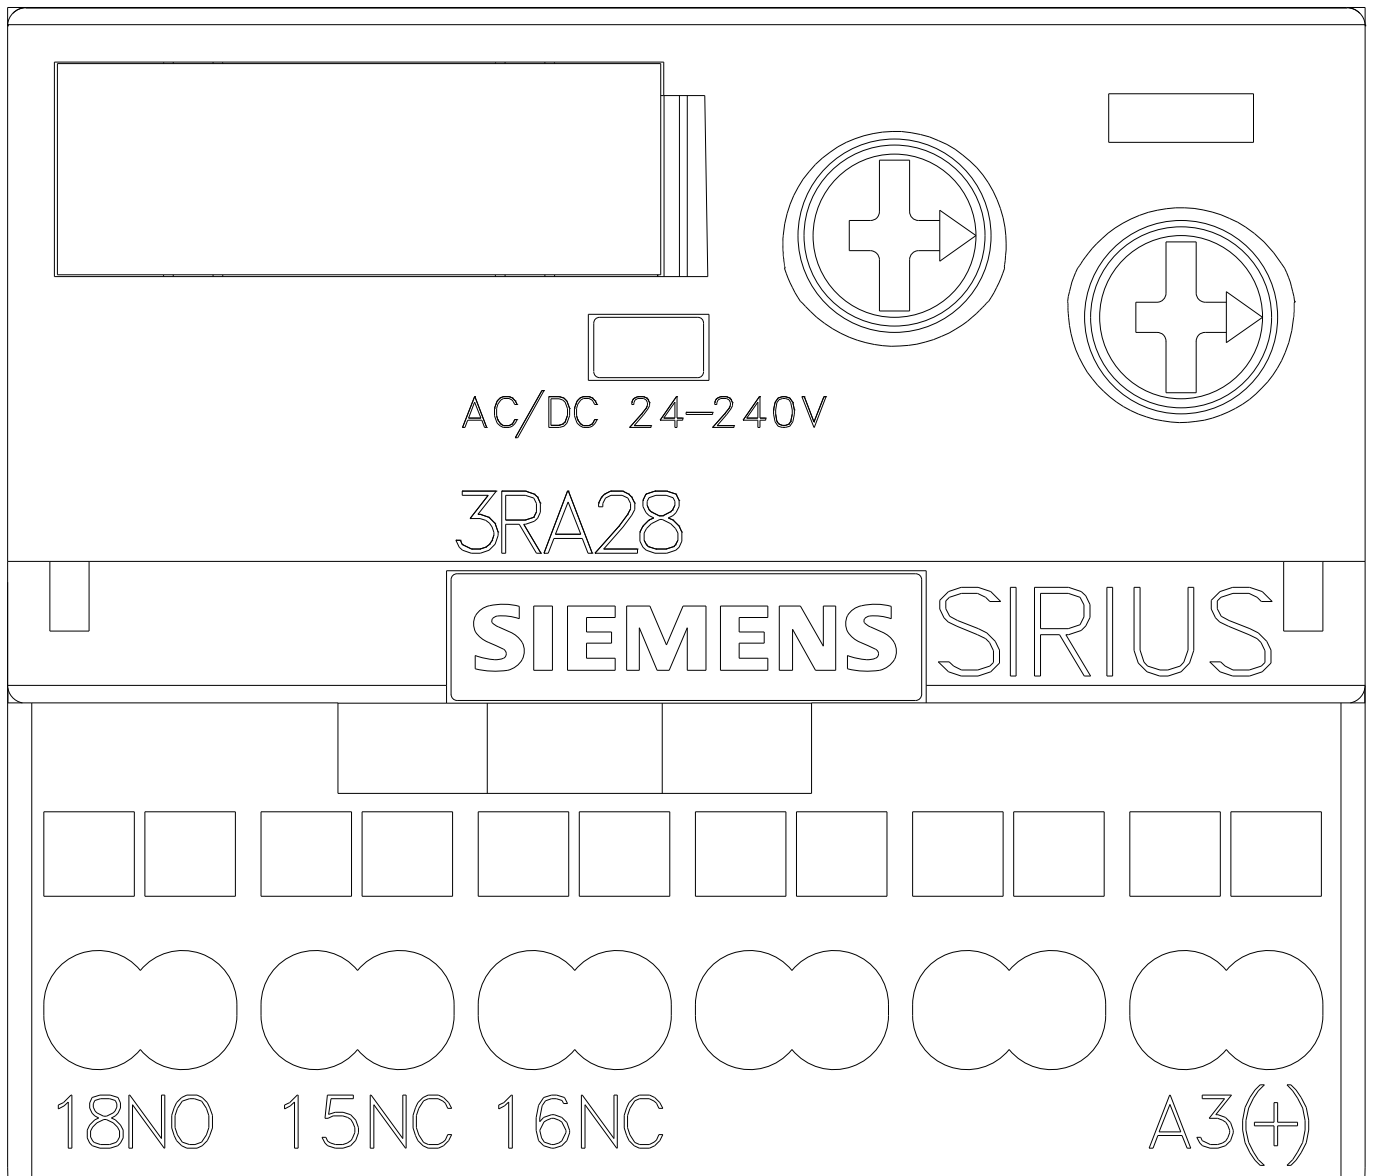 AC/DC 24-240V
3RA28
SIEMENS SIRIUS
18NO 15NC 16NC A3(+)